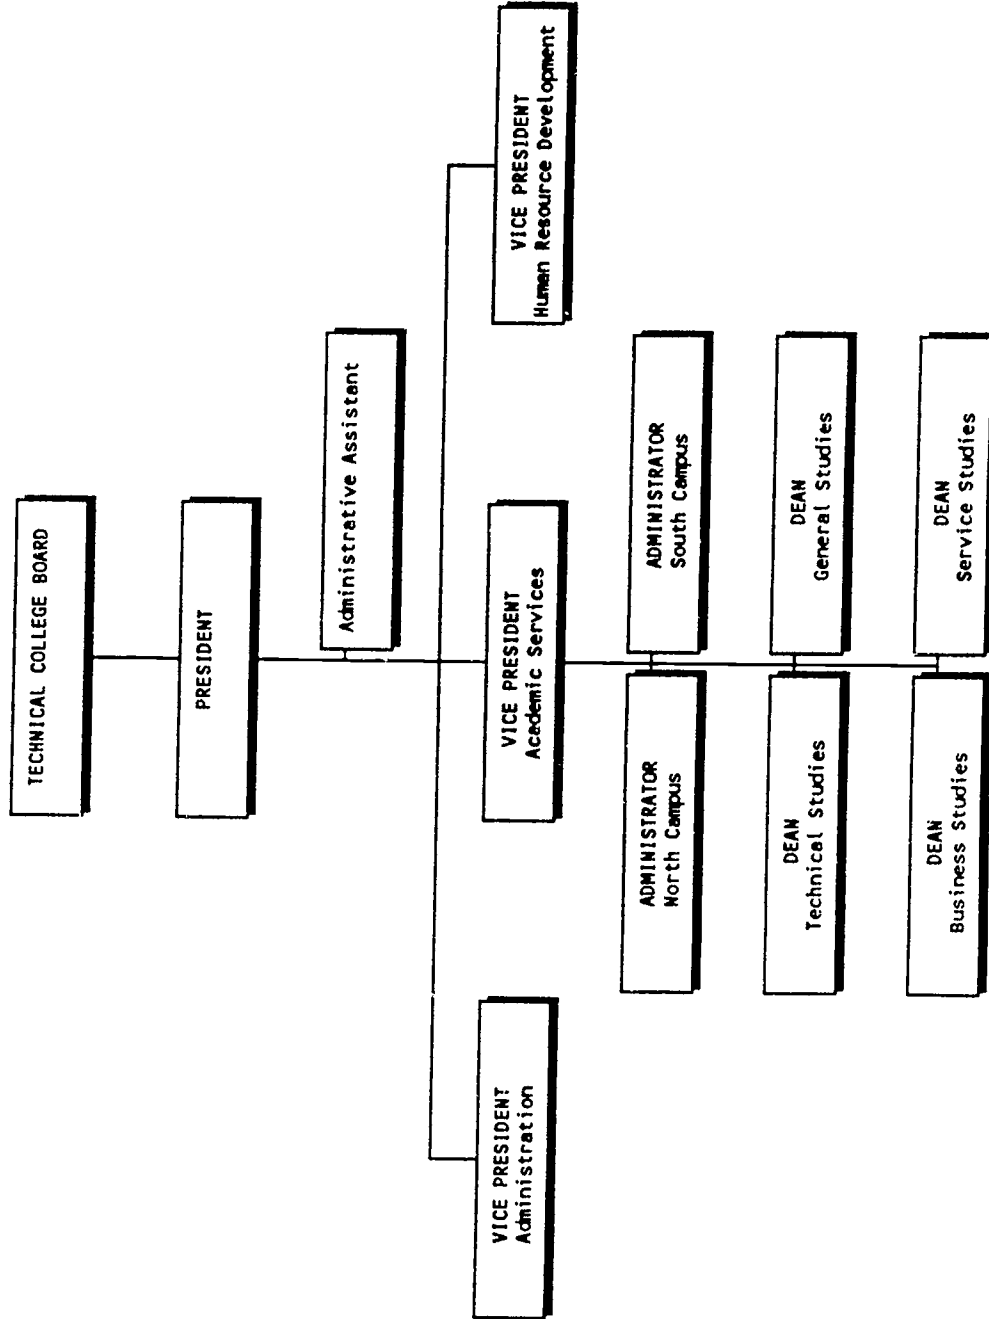 TECHNICAL COLLEGE BOARD
PRESIDENT
Administrative Assistant
VICE PRESIDENT
Administration
VICE PRESIDENT
Academic Services
VICE PRESIDENT
Human Resource Development
ADMINISTRATOR
North Campus
ADMINISTRATOR
South Campus
DEAN
Technical Studies
DEAN
General Studies
DEAN
Business Studies
DEAN
Service Studies